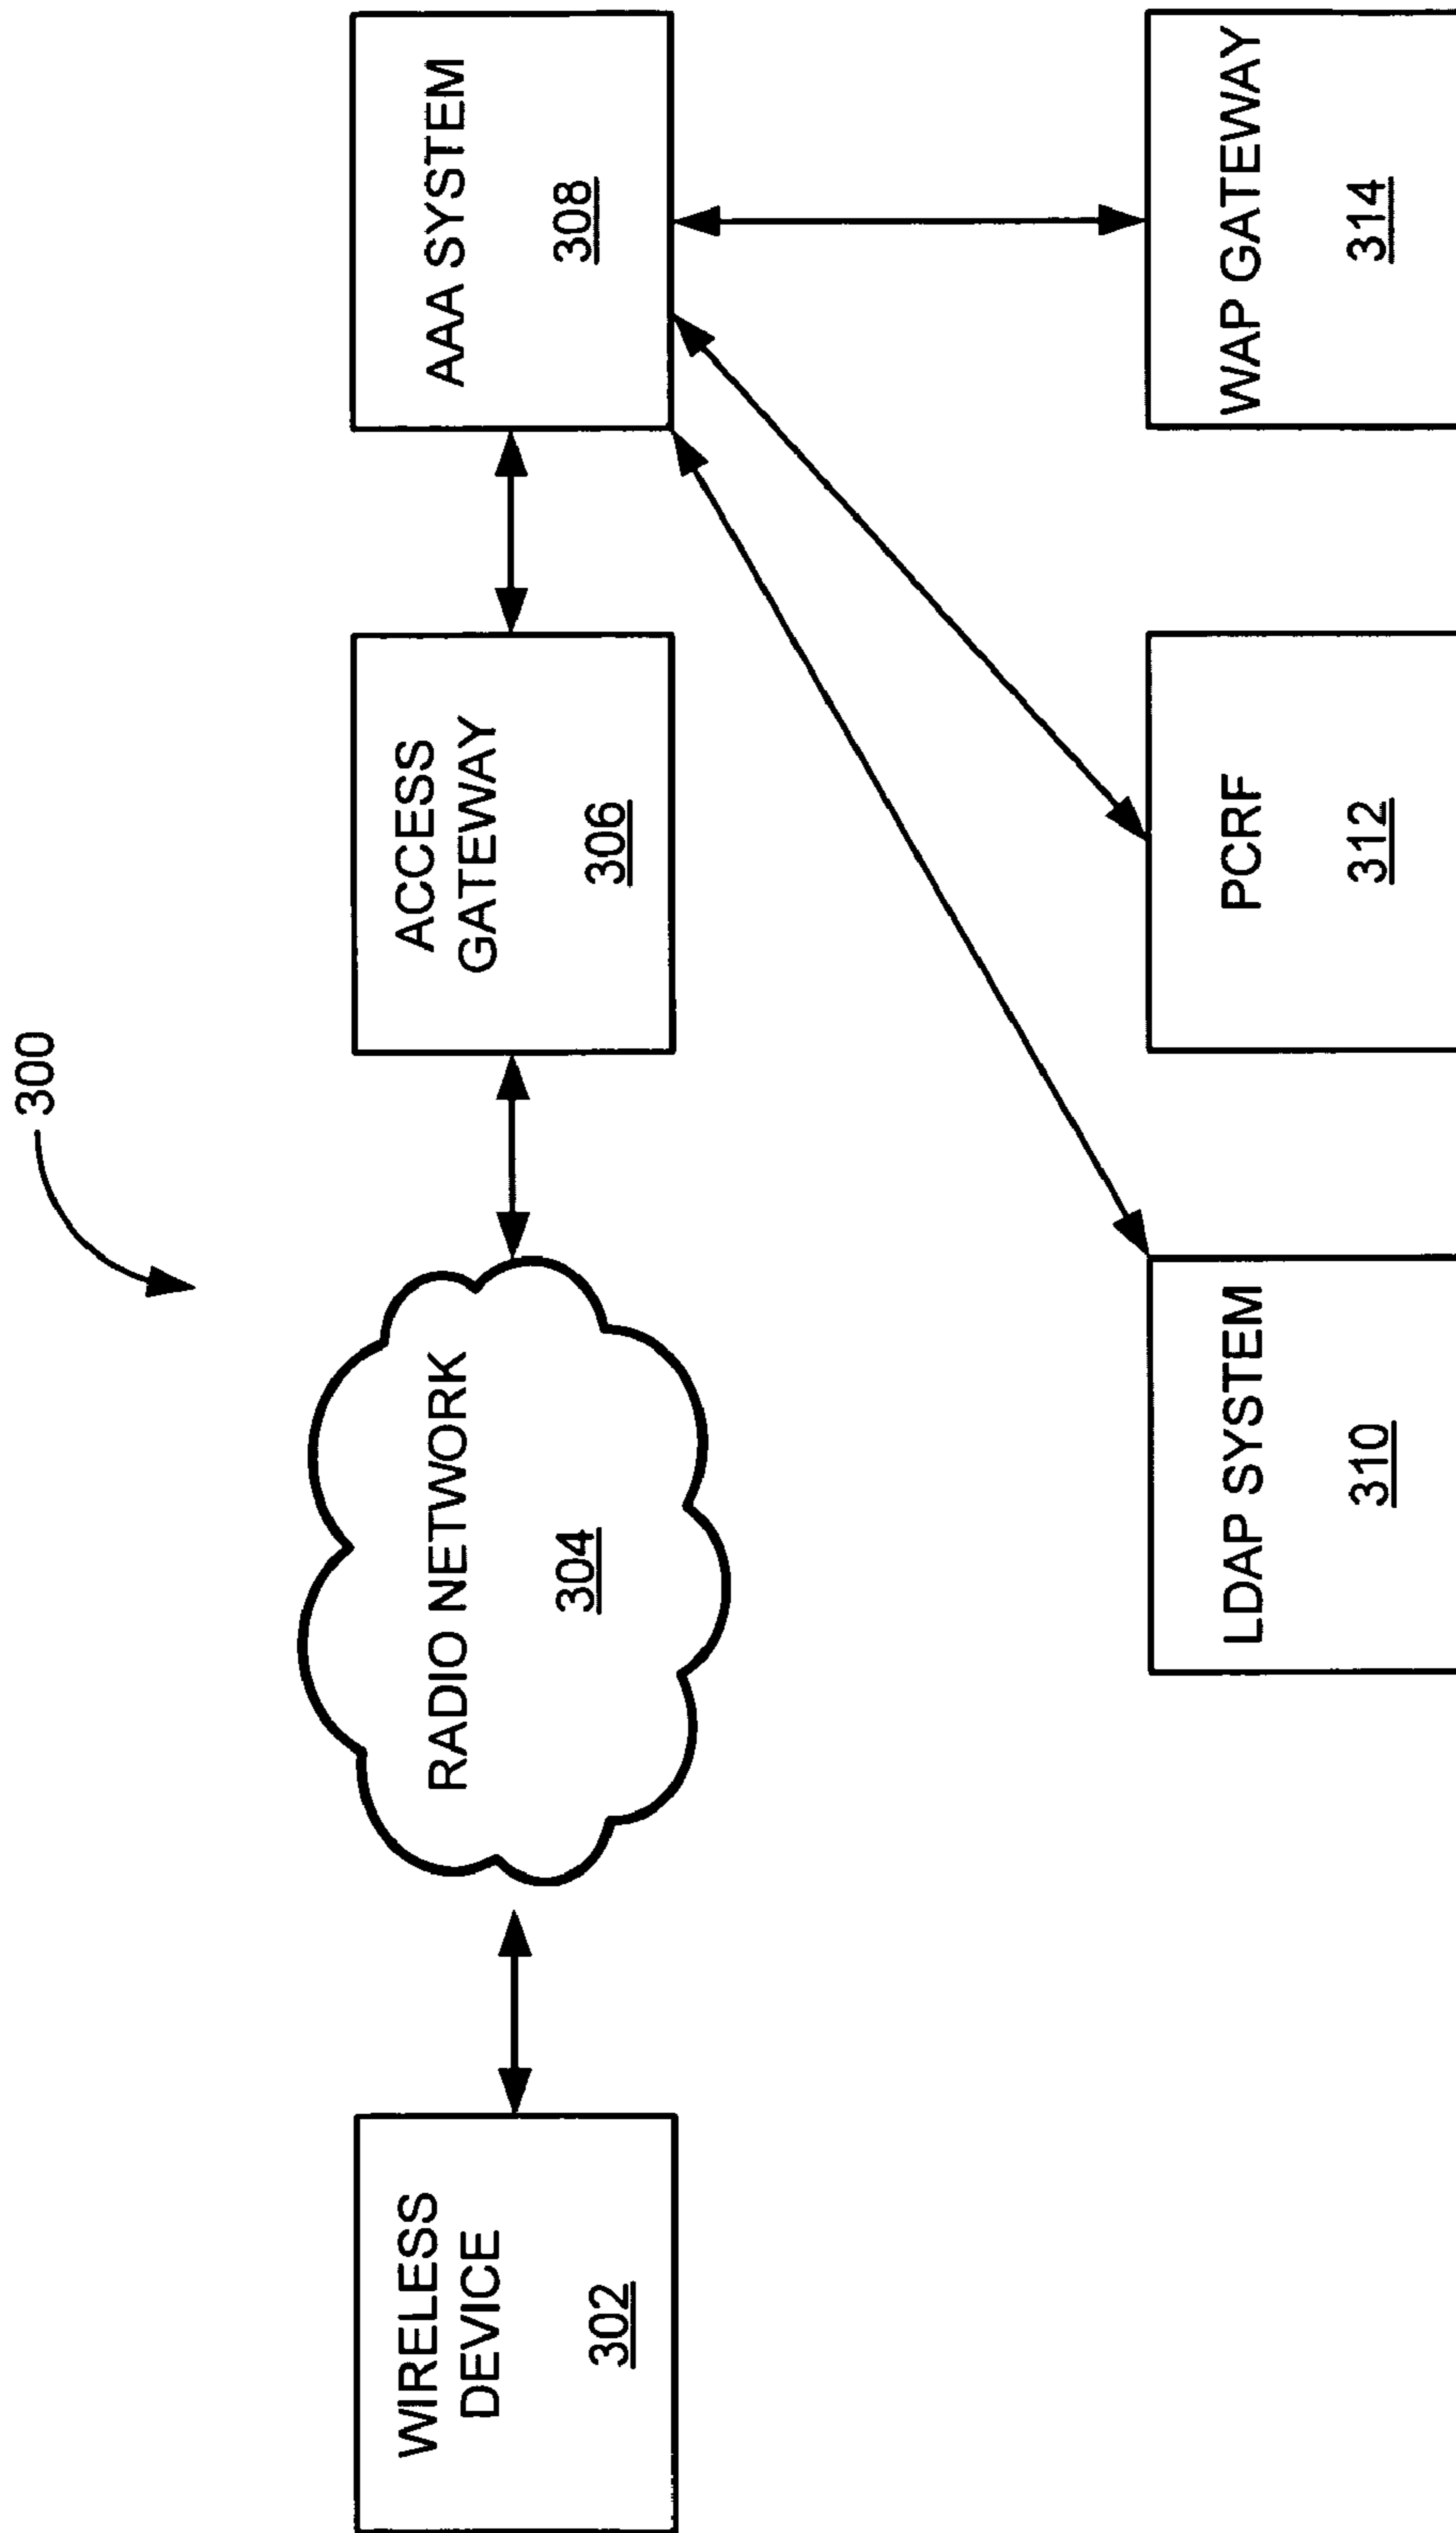 300
WIRELESS
DEVICE
302
RADIO NETWORK
304
ACCESS
GATEWAY
306
AAA SYSTEM
308
LDAP SYSTEM
310
PCRF
312
WAP GATEWAY
314